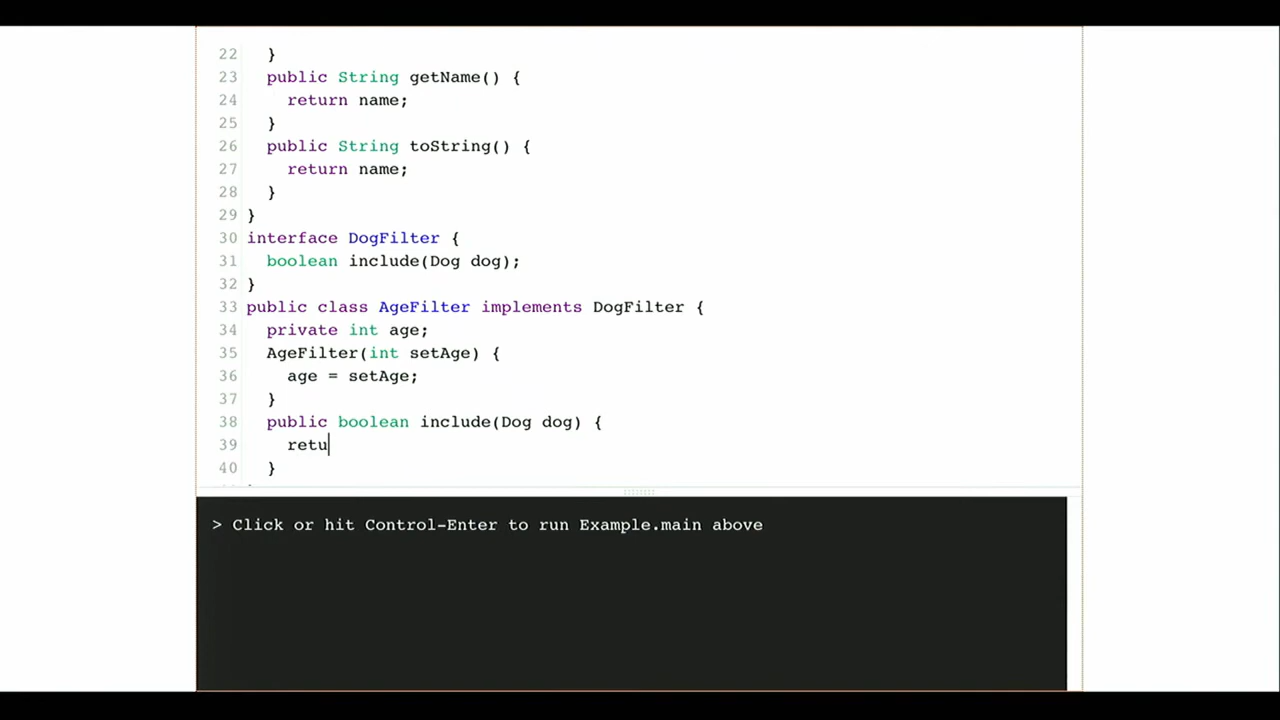 22 }
23 public String getName() {
24 return name;
25 }
26 public String toString() {
27 return name;
28 }
29 }
30 interface DogFilter {
31 boolean include(Dog dog);
32 }
33 public class AgeFilter implements DogFilter {
34 private int age;
35 AgeFilter(int setAge) {
36 age = setAge;
37 }
38 public boolean include(Dog dog) {
39 retu
40 }
> Click or hit Control-Enter to run Example.main above